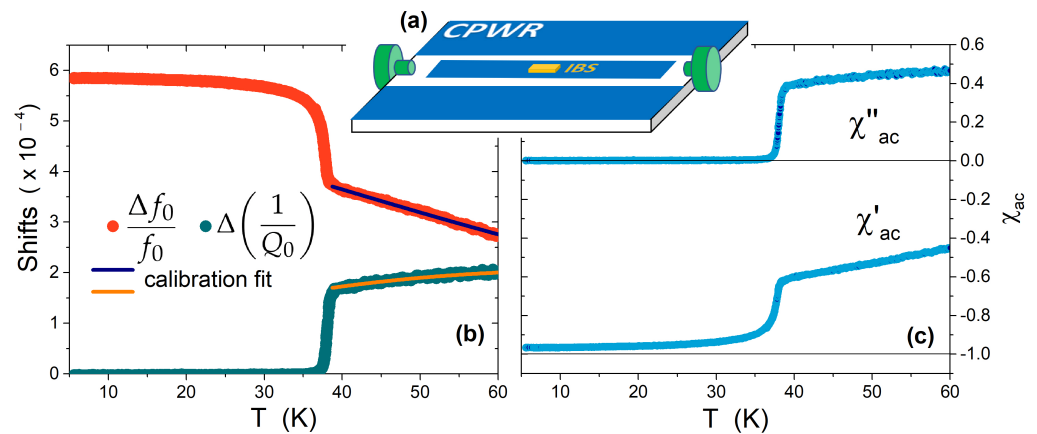 (a)
CPWR
IBS
Shifts ( x 10 ⁻⁴)
6
5
4
3
2
1
0
Δf₀/f₀
Δ(1/Q₀)
calibration fit
(b)
10 20 30 40 50 60
T (K)
χ''ac
χ'ac
(c)
0.6
0.4
0.2
0.0
-0.2
-0.4
-0.6
-0.8
-1.0
χac
10 20 30 40 50 60
T (K)